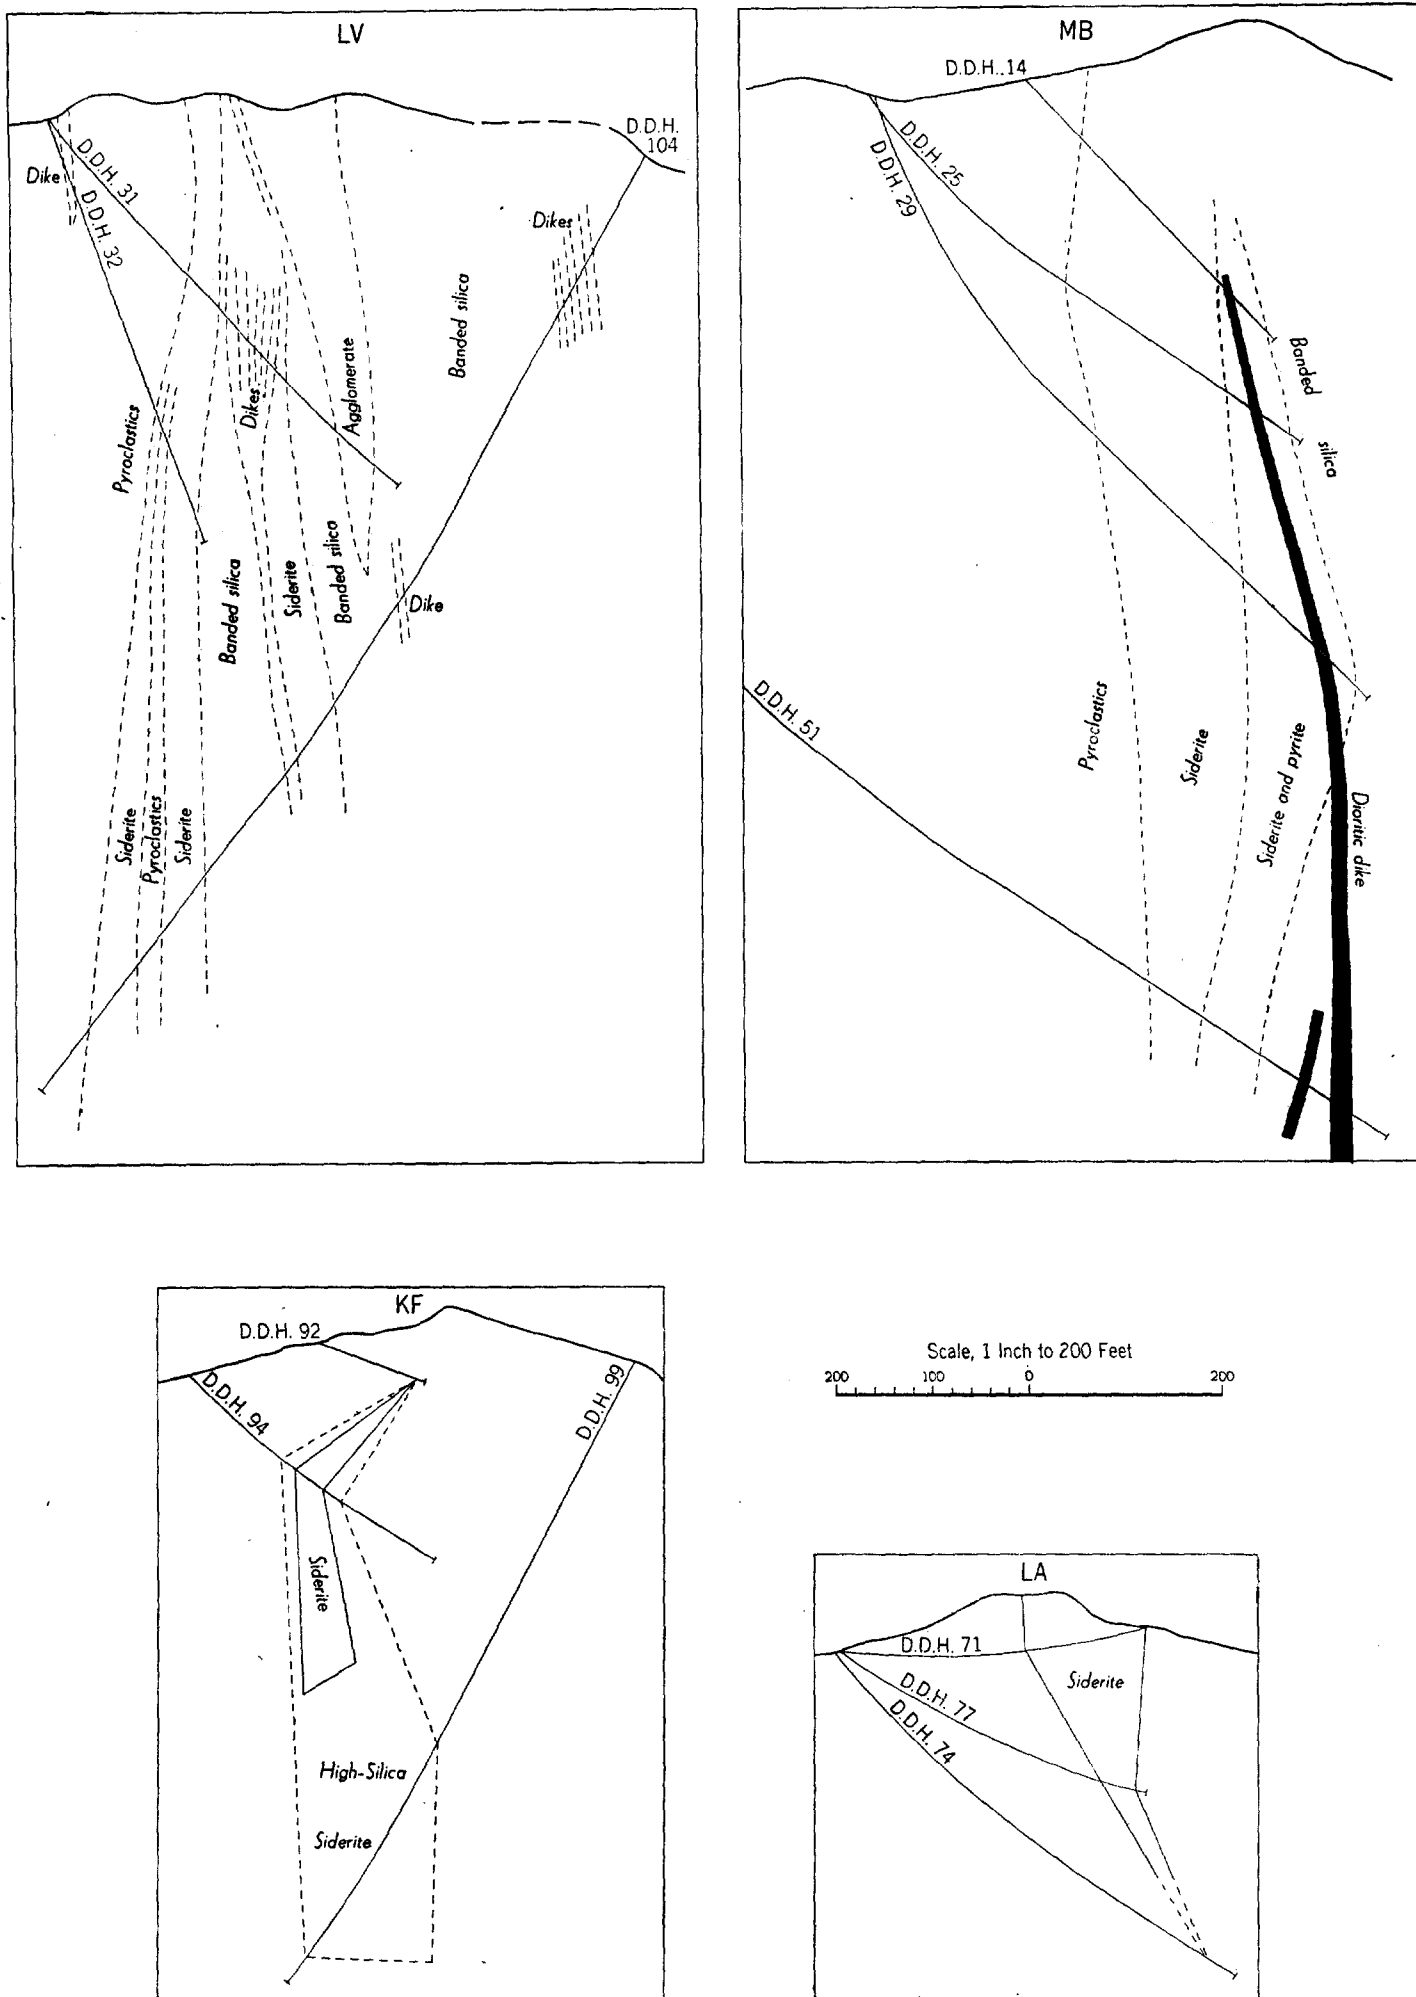 LV
D.D.H.
104
Dike
D.D.H. 31
D.D.H. 32
Dikes
Banded silica
Pyroclastics
Dikes
Agglomerate
Banded silica
Siderite
Banded silica
Dike
Siderite
Pyroclastics
Siderite
MB
D.D.H. 14
D.D.H. 25
D.D.H. 29
Banded
silica
D.D.H. 51
Pyroclastics
Siderite
Siderite and pyrite
Dioritic dike
KF
D.D.H. 92
D.D.H. 94
D.D.H. 99
Siderite
High-Silica
Siderite
Scale, 1 Inch to 200 Feet
200 100 0 200
LA
D.D.H. 71
Siderite
D.D.H. 77
D.D.H. 74